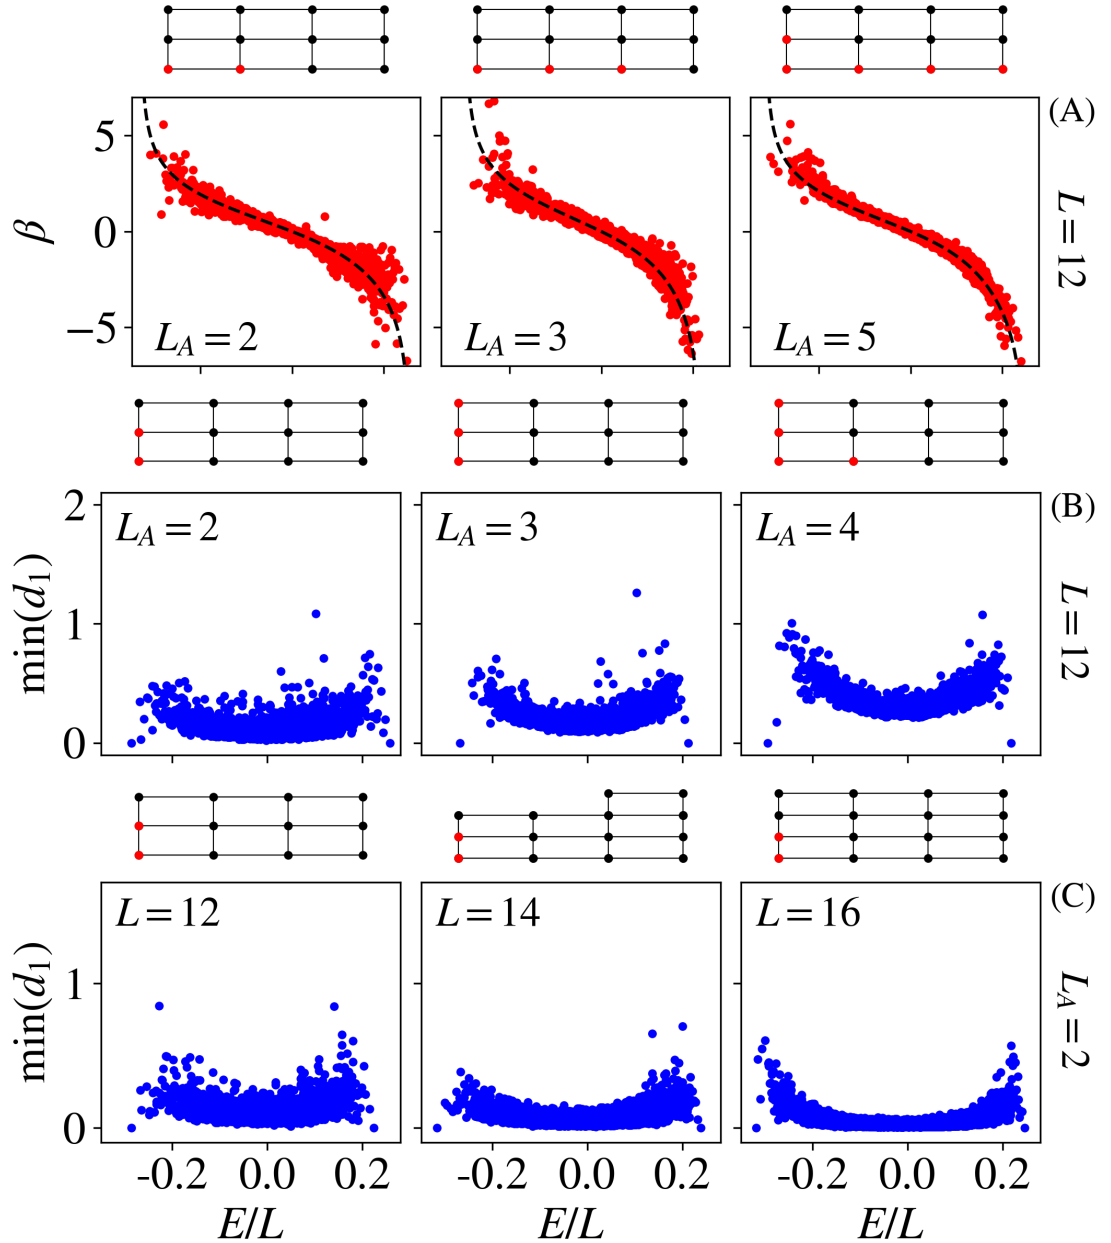 (A)
β
5
0
−5
L_A = 2
L_A = 3
L_A = 5
L = 12
(B)
min(d₁)
2
1
0
L_A = 2
L_A = 3
L_A = 4
L = 12
(C)
min(d₁)
1
0
L = 12
L = 14
L = 16
L_A = 2
-0.2 0.0 0.2
-0.2 0.0 0.2
-0.2 0.0 0.2
E/L
E/L
E/L